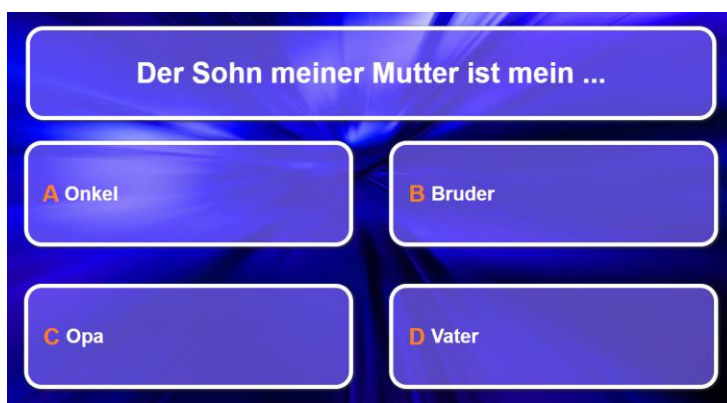 Der Sohn meiner Mutter ist mein ...
A Onkel
B Bruder
C Opa
D Vater